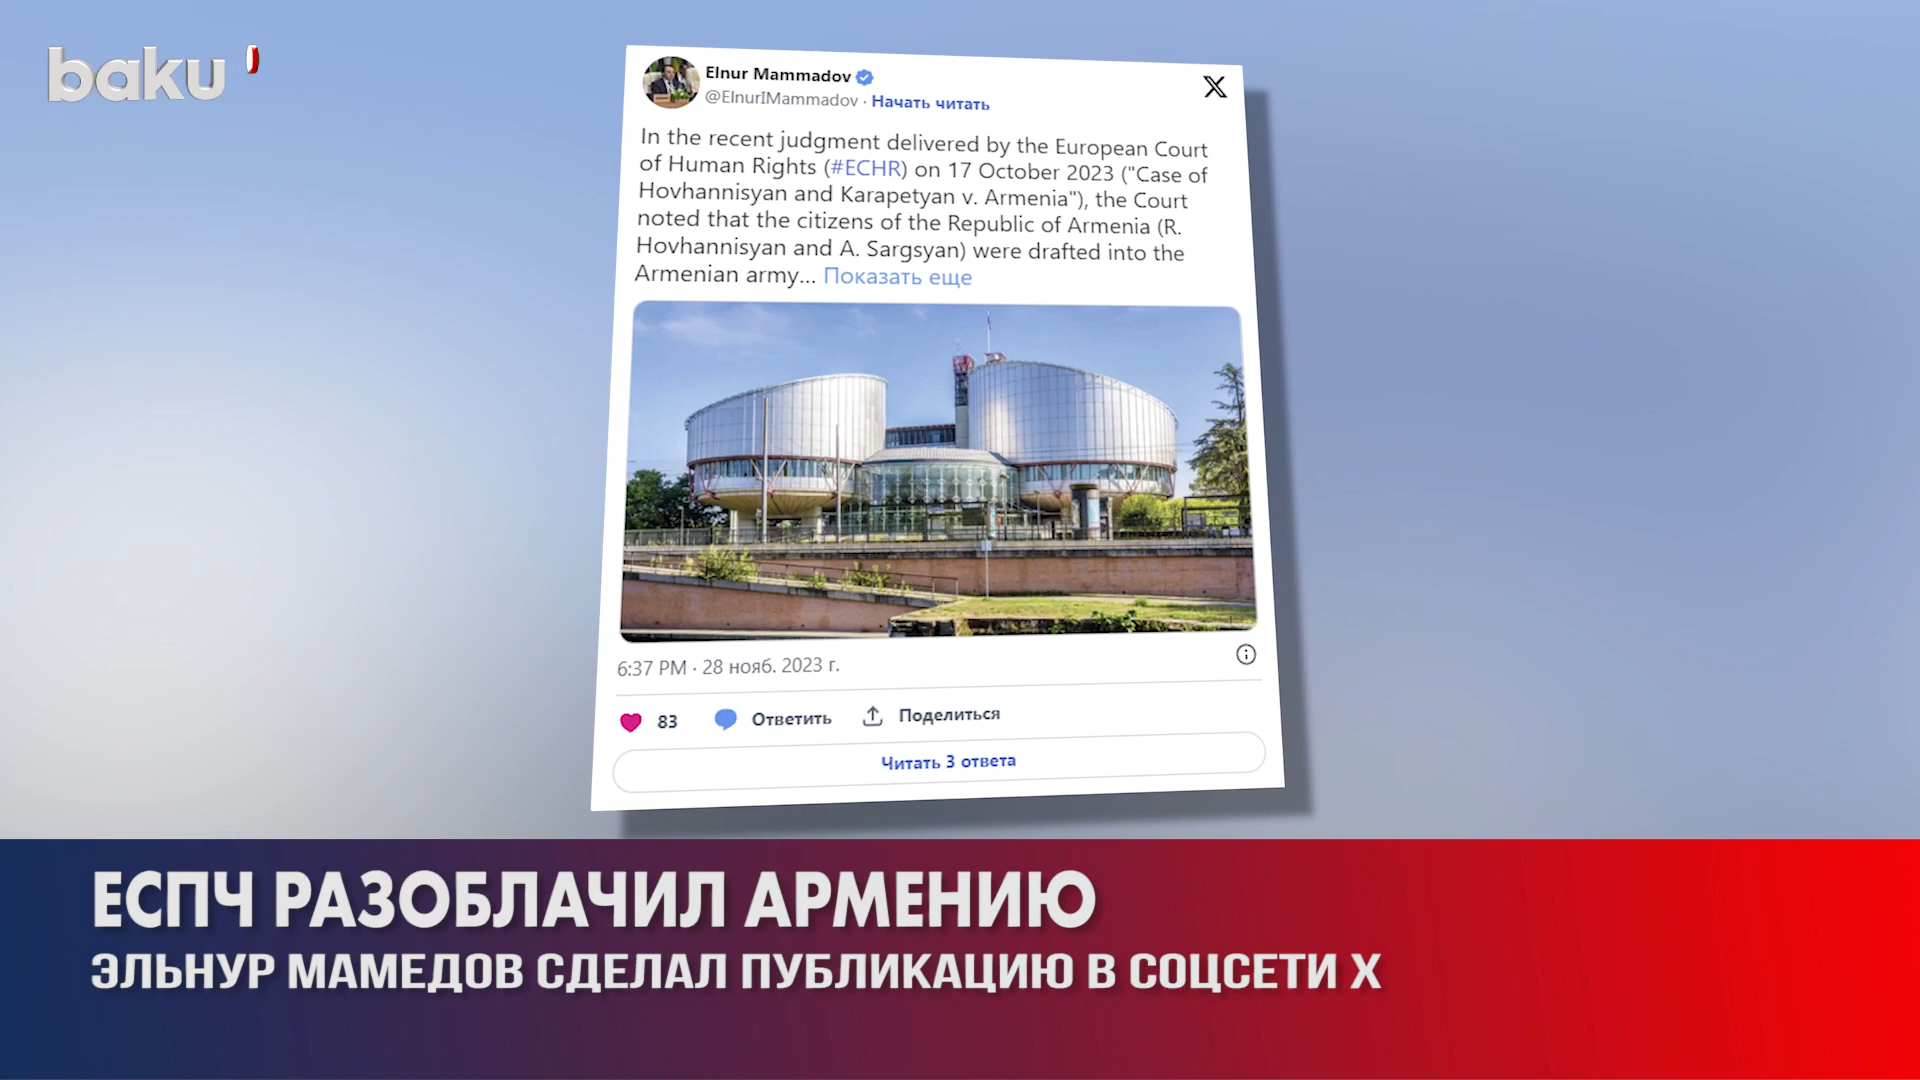 baku
Elnur Mammadov
@ElnurIMammadov · Начать читать
X
In the recent judgment delivered by the European Court
of Human Rights (#ECHR) on 17 October 2023 ("Case of
Hovhannisyan and Karapetyan v. Armenia"), the Court
noted that the citizens of the Republic of Armenia (R.
Hovhannisyan and A. Sargsyan) were drafted into the
Armenian army... Показать еще
6:37 PM · 28 нояб. 2023 г.
83 Ответить Поделиться
Читать 3 ответа
ЕСПЧ РАЗОБЛАЧИЛ АРМЕНИЮ
ЭЛЬНУР МАМЕДОВ СДЕЛАЛ ПУБЛИКАЦИЮ В СОЦСЕТИ Х